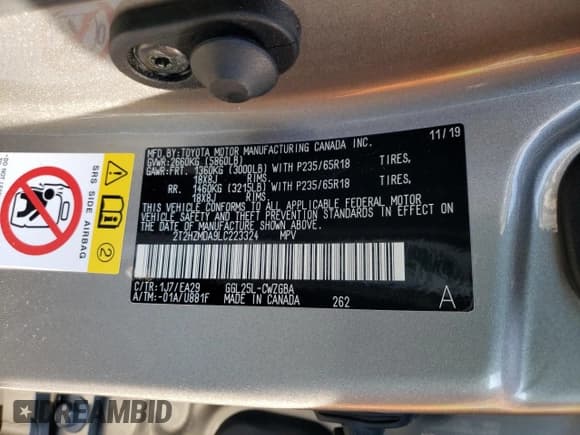 MFD.BY:TOYOTA MOTOR MANUFACTURING CANADA INC. 11/19
GVWR:2660KG (5860LB)
GAWR:FRT. 1360KG (3000LB) WITH P235/65R18 TIRES,
18X8J RIMS
RR. 1460KG (3215LB) WITH P235/65R18 TIRES,
18X8J RIMS
THIS VEHICLE CONFORMS TO ALL APPLICABLE FEDERAL MOTOR
VEHICLE SAFETY AND THEFT PREVENTION STANDARDS IN EFFECT ON
THE DATE OF MANUFACTURE SHOWN ABOVE.
2T2HZMDA9LC223324 MPV
C/TR:1J7/EA29 GGL25L-CWZGBA
A/TM:-01A/U881F MADE IN CANADA 262 A
SRS SIDE AIRBAG
2
DO NOT
DREAMBID